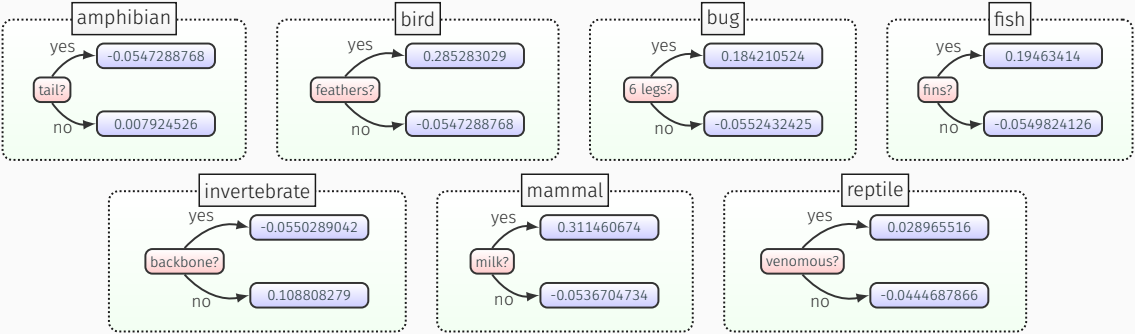 amphibian
yes
-0.0547288768
tail?
no
0.007924526
bird
yes
0.285283029
feathers?
no
-0.0547288768
bug
yes
0.184210524
6 legs?
no
-0.0552432425
fish
yes
0.19463414
fins?
no
-0.0549824126
invertebrate
yes
-0.0550289042
backbone?
no
0.108808279
mammal
yes
0.311460674
milk?
no
-0.0536704734
reptile
yes
0.028965516
venomous?
no
-0.0444687866